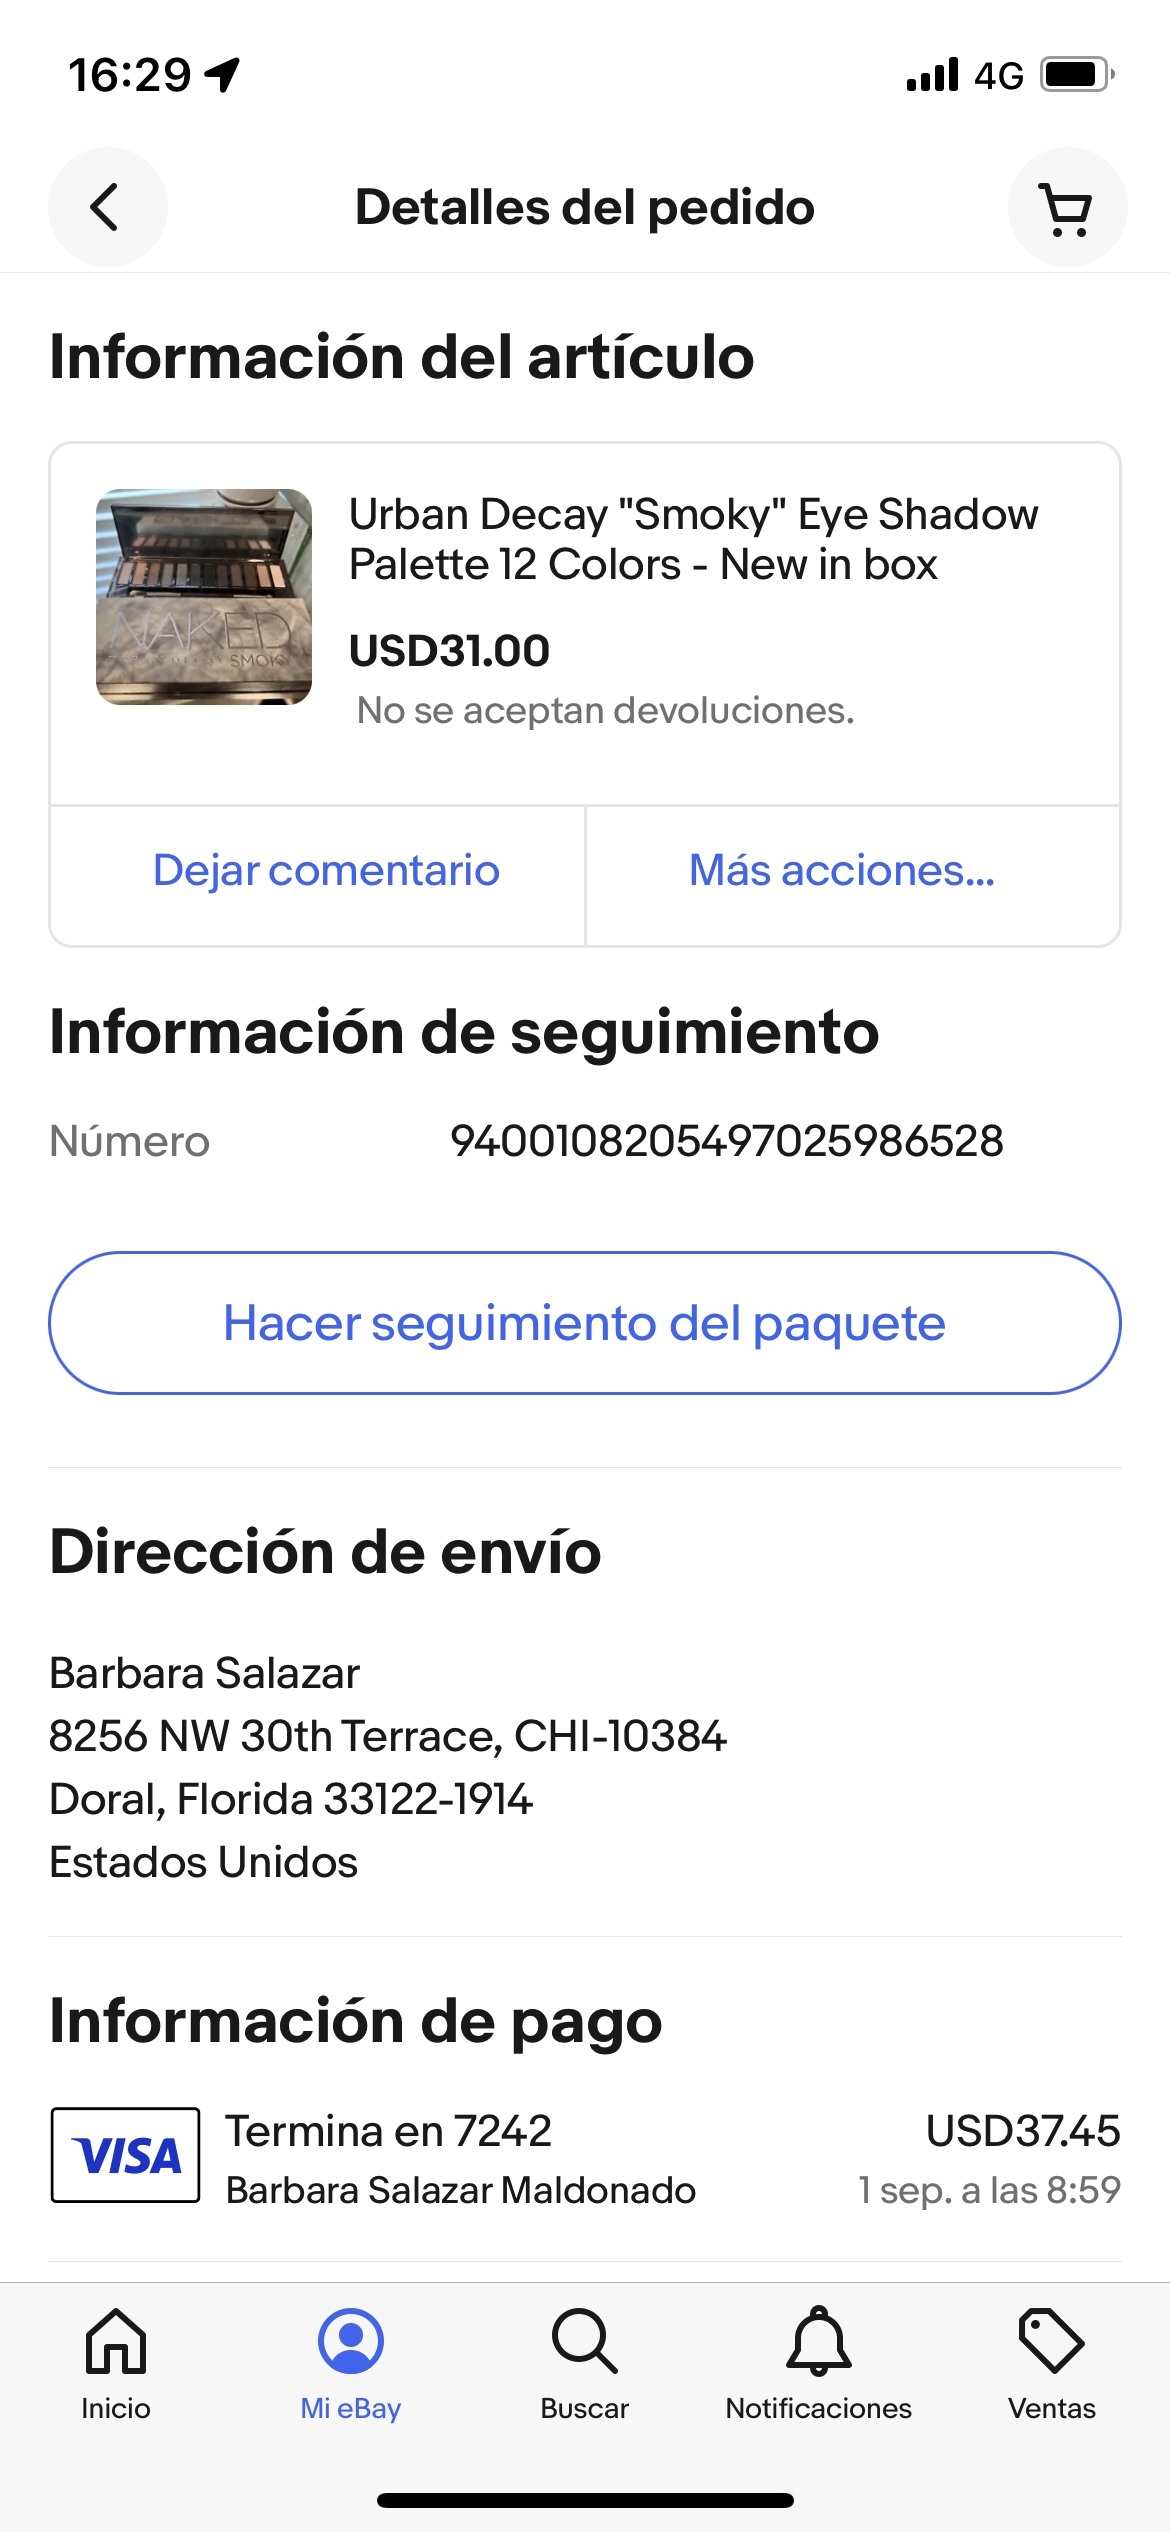 16:29
4G
Detalles del pedido
Información del artículo
NAKED
SMOKY
Urban Decay "Smoky" Eye Shadow
Palette 12 Colors - New in box
USD31.00
No se aceptan devoluciones.
Dejar comentario
Más acciones...
Información de seguimiento
Número
9400108205497025986528
Hacer seguimiento del paquete
Dirección de envío
Barbara Salazar
8256 NW 30th Terrace, CHI-10384
Doral, Florida 33122-1914
Estados Unidos
Información de pago
VISA
Termina en 7242
USD37.45
Barbara Salazar Maldonado
1 sep. a las 8:59
Inicio
Mi eBay
Buscar
Notificaciones
Ventas